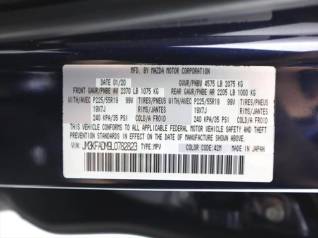 MFD. BY MAZDA MOTOR CORPORATION
DATE 01/20 GVWR/PNBV 4575 LB 2075 KG
FRONT GAWR/PNBE AV 2370 LB 1075 KG REAR GAWR/PNBE AR 2205 LB 1000 KG
WITH/AVEC P225/55R19 99V TIRES/PNEUS WITH/AVEC P225/55R19 99V TIRES/PNEUS
19X7J RIMS/JANTES 19X7J RIMS/JANTES
240 KPA/35 PSI COLD/A FROID 240 KPA/35 PSI COLD/A FROID
THIS VEHICLE CONFORMS TO ALL APPLICABLE FEDERAL MOTOR VEHICLE
SAFETY, BUMPER, AND THEFT PREVENTION STANDARDS IN EFFECT ON THE
DATE OF MANUFACTURE SHOWN ABOVE.
VIN: TYPE:MPV COLOR CODE:42M MADE IN JAPAN